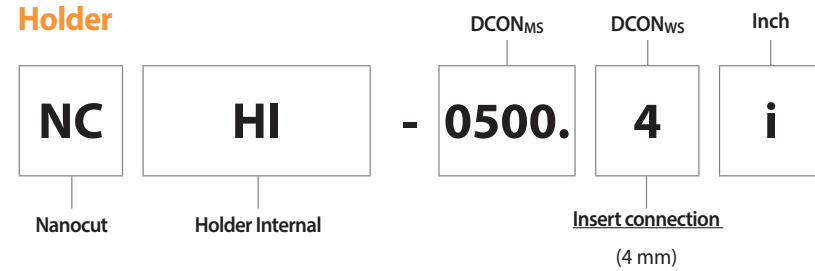 Holder
DCONMS DCONWS Inch
NC HI - 0500. 4 i
Nanocut Holder Internal Insert connection
(4 mm)